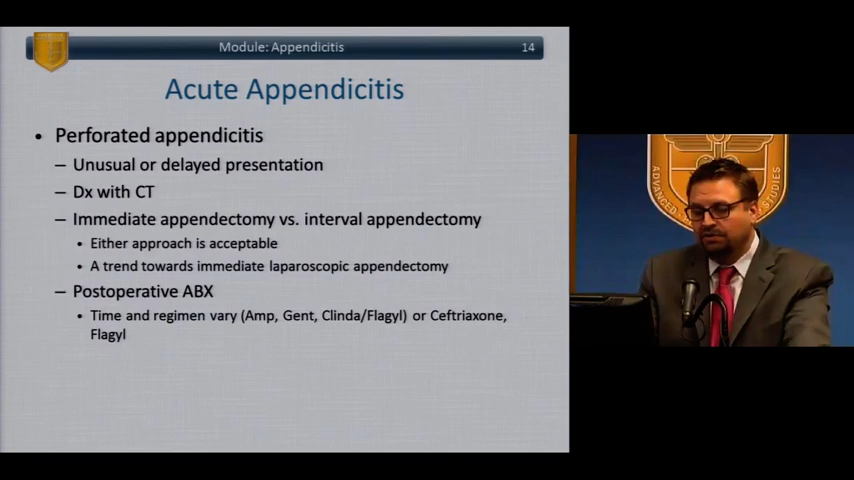 Module: Appendicitis
14
Acute Appendicitis
• Perforated appendicitis
– Unusual or delayed presentation
– Dx with CT
– Immediate appendectomy vs. interval appendectomy
• Either approach is acceptable
• A trend towards immediate laparoscopic appendectomy
– Postoperative ABX
• Time and regimen vary (Amp, Gent, Clinda/Flagyl) or Ceftriaxone,
Flagyl
ADVANCED
STUDIES